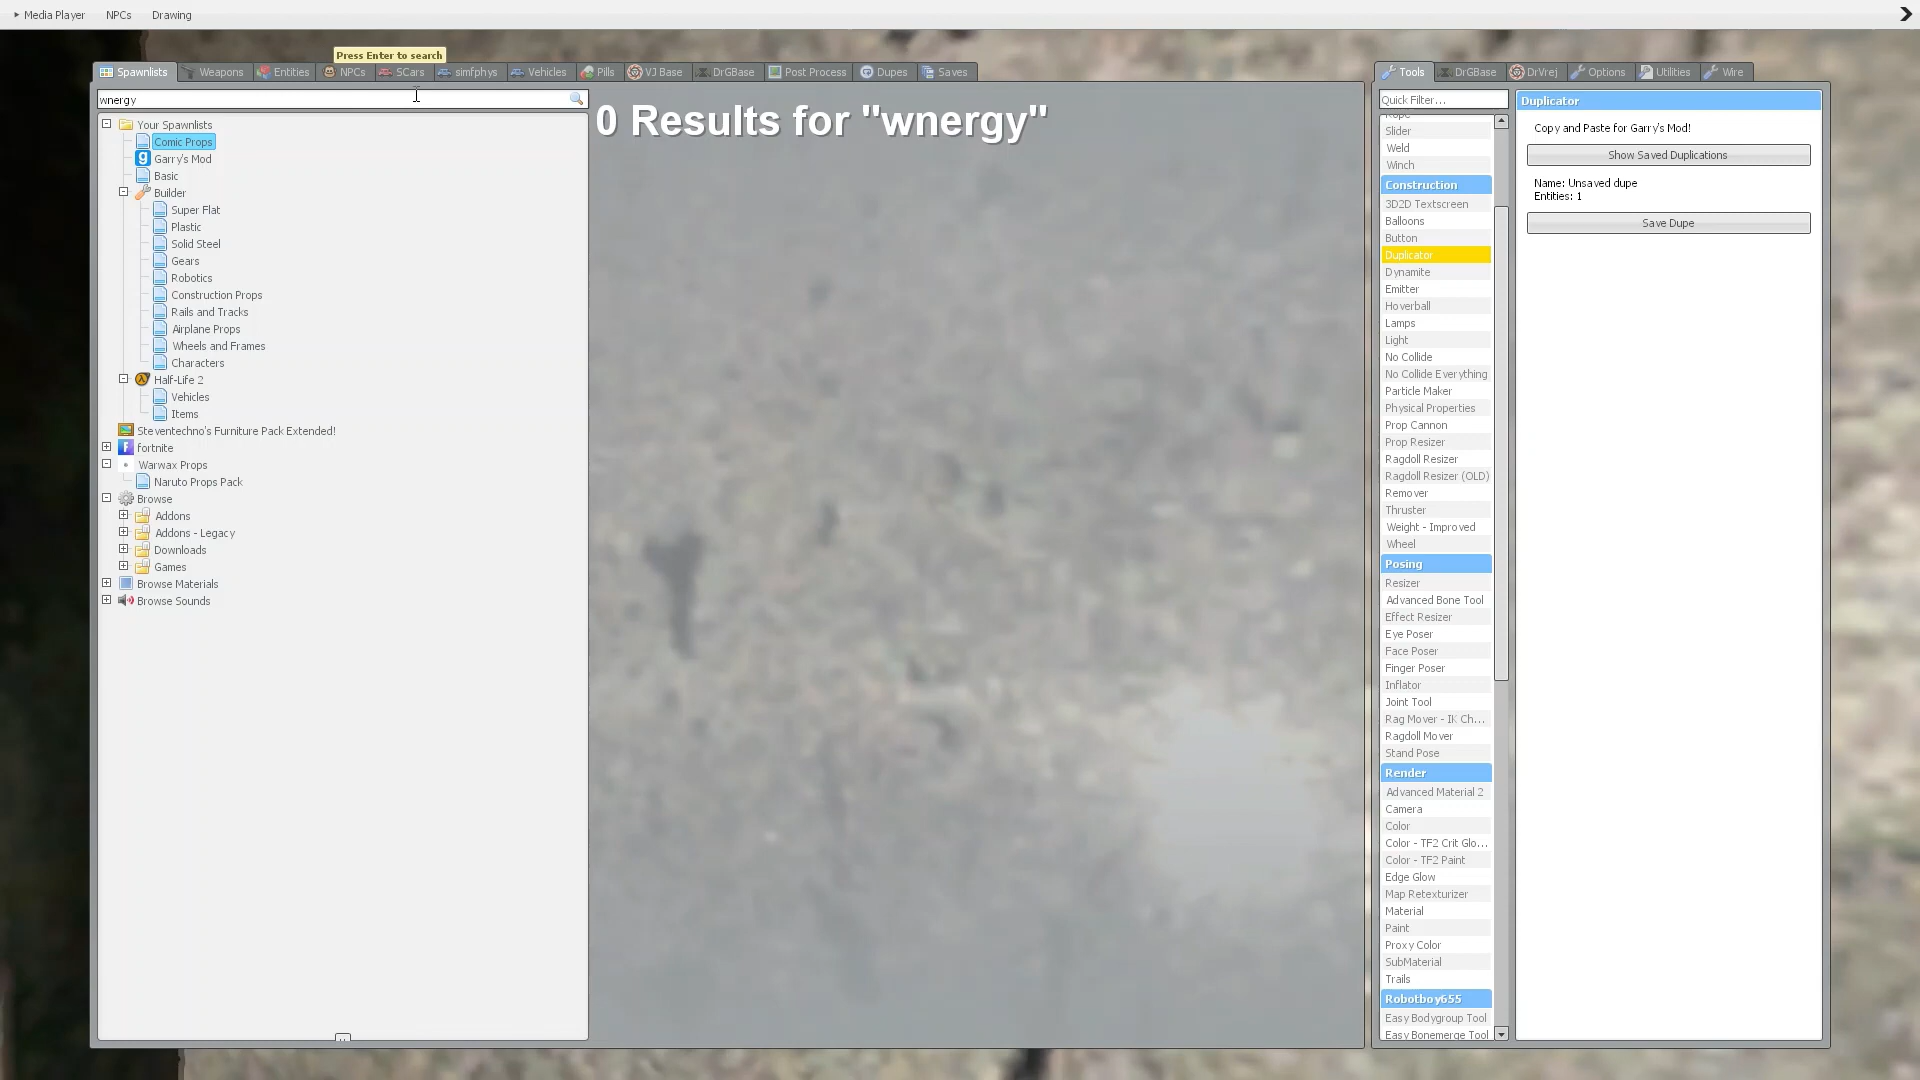 Media Player NPCs Drawing
Press Enter to search
Spawnlists Weapons Entities NPCs SCars simfphys Vehicles Pills VJ Base DrGBase Post Process Dupes Saves
wnergy
0 Results for "wnergy"
Your Spawnlists
Comic Props
Garry's Mod
Basic
Builder
Super Flat
Plastic
Solid Steel
Gears
Robotics
Construction Props
Rails and Tracks
Airplane Props
Wheels and Frames
Characters
Half-Life 2
Vehicles
Items
Steventechno's Furniture Pack Extended!
fortnite
Warwax Props
Naruto Props Pack
Browse
Addons
Addons - Legacy
Downloads
Games
Browse Materials
Browse Sounds
Tools DrGBase DrVrej Options Utilities Wire
Quick Filter...
Rope
Slider
Weld
Winch
Construction
3D2D Textscreen
Balloons
Button
Duplicator
Dynamite
Emitter
Hoverball
Lamps
Light
No Collide
No Collide Everything
Particle Maker
Physical Properties
Prop Cannon
Prop Resizer
Ragdoll Resizer
Ragdoll Resizer (OLD)
Remover
Thruster
Weight - Improved
Wheel
Posing
Resizer
Advanced Bone Tool
Effect Resizer
Eye Poser
Face Poser
Finger Poser
Inflator
Joint Tool
Rag Mover - IK Ch...
Ragdoll Mover
Stand Pose
Render
Advanced Material 2
Camera
Color
Color - TF2 Crit Glo...
Color - TF2 Paint
Edge Glow
Map Retexturizer
Material
Paint
Proxy Color
SubMaterial
Trails
Robotboy655
Easy Bodygroup Tool
Easy Bonemerge Tool
Duplicator
Copy and Paste for Garry's Mod!
Show Saved Duplications
Name: Unsaved dupe
Entities: 1
Save Dupe